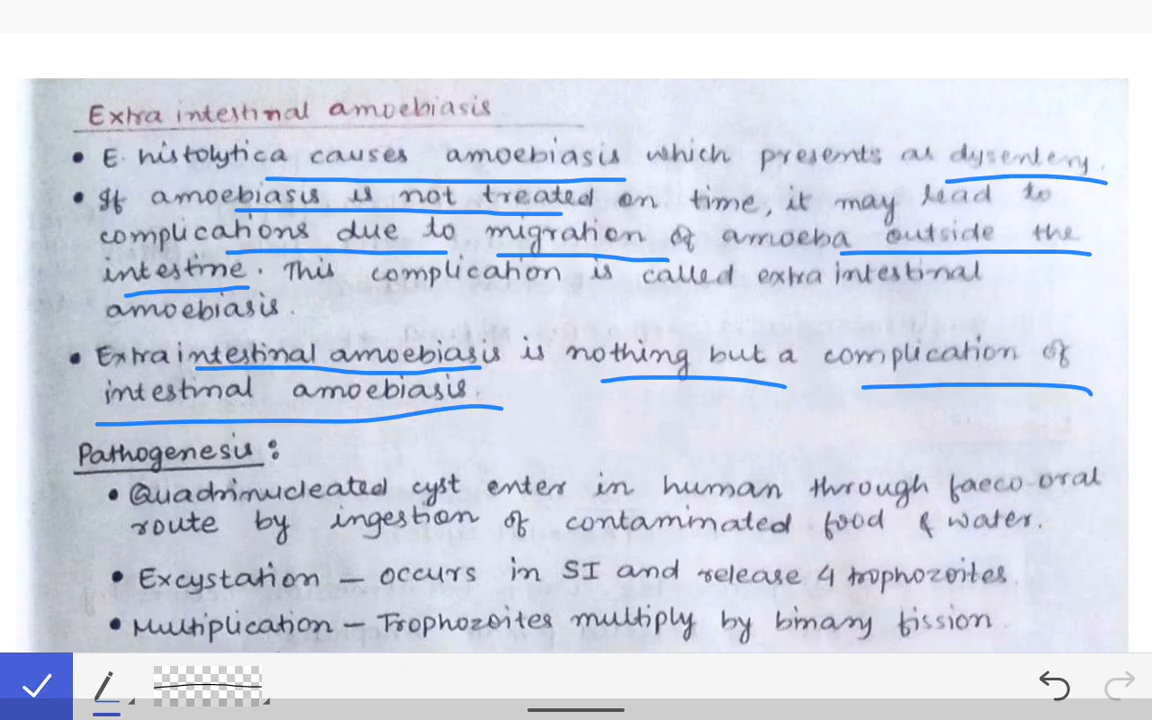 Extra intestinal amoebiasis
• E. histolytica causes amoebiasis which presents as dysentery.
• If amoebiasis is not treated on time, it may lead to
complications due to migration of amoeba outside the
intestine. This complication is called extra intestinal
amoebiasis.
• Extra intestinal amoebiasis is nothing but a complication of
intestinal amoebiasis.
Pathogenesis :
• Quadrinucleated cyst enter in human through faeco oral
route by ingestion of contaminated food & water.
• Excystation – occurs in SI and release 4 trophozoites
• Multiplication – Trophozoites multiply by binary fission